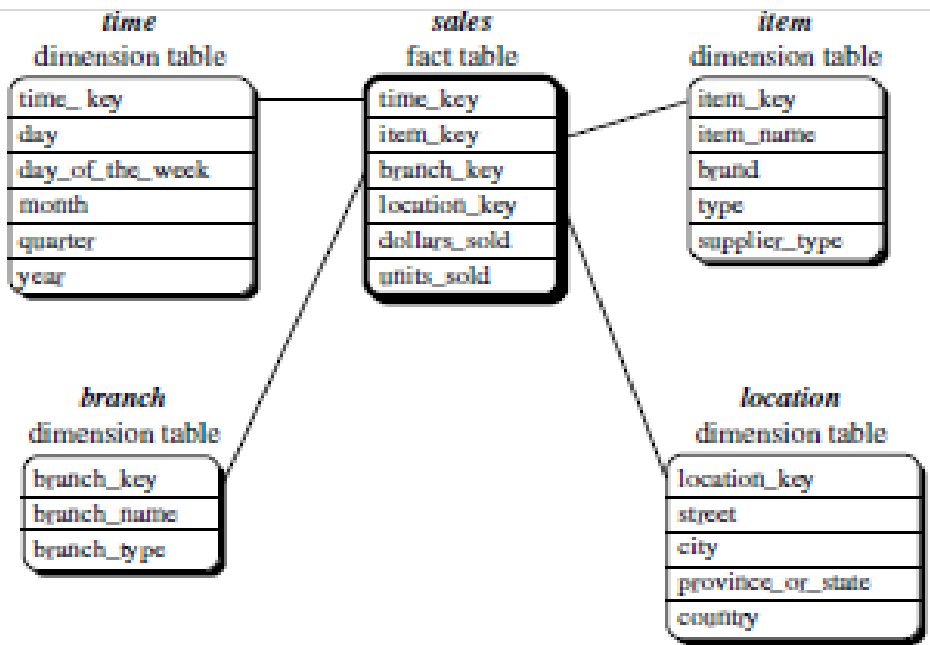 time
dimension table
time_ key
day
day_of_the_week
month
quarter
year
sales
fact table
time_key
item_key
branch_key
location_key
dollars_sold
units_sold
item
dimension table
item_key
item_name
brand
type
supplier_type
branch
dimension table
branch_key
branch_name
branch_type
location
dimension table
location_key
street
city
province_or_state
country